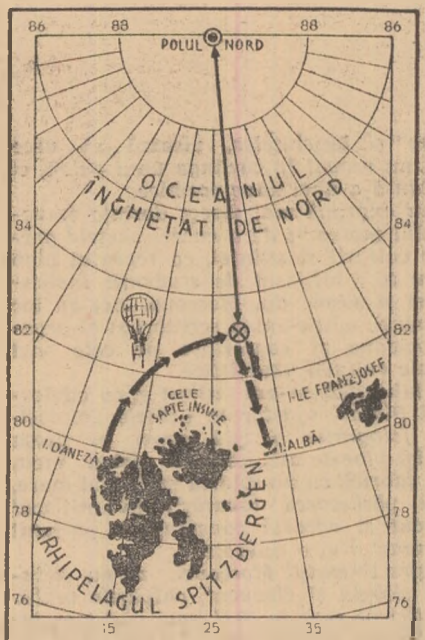 86 88 88 86
POLUL NORD
OCEANUL
ÎNGHEȚAT DE NORD
84 84
82 82
CELE
ȘAPTE INSULE
I-LE FRANZ JOSEF
80 80
I. DANEZĂ
I. ALBĂ
78 78
ARHIPELAGUL SPITZBERGEN
76 76
15 25 35